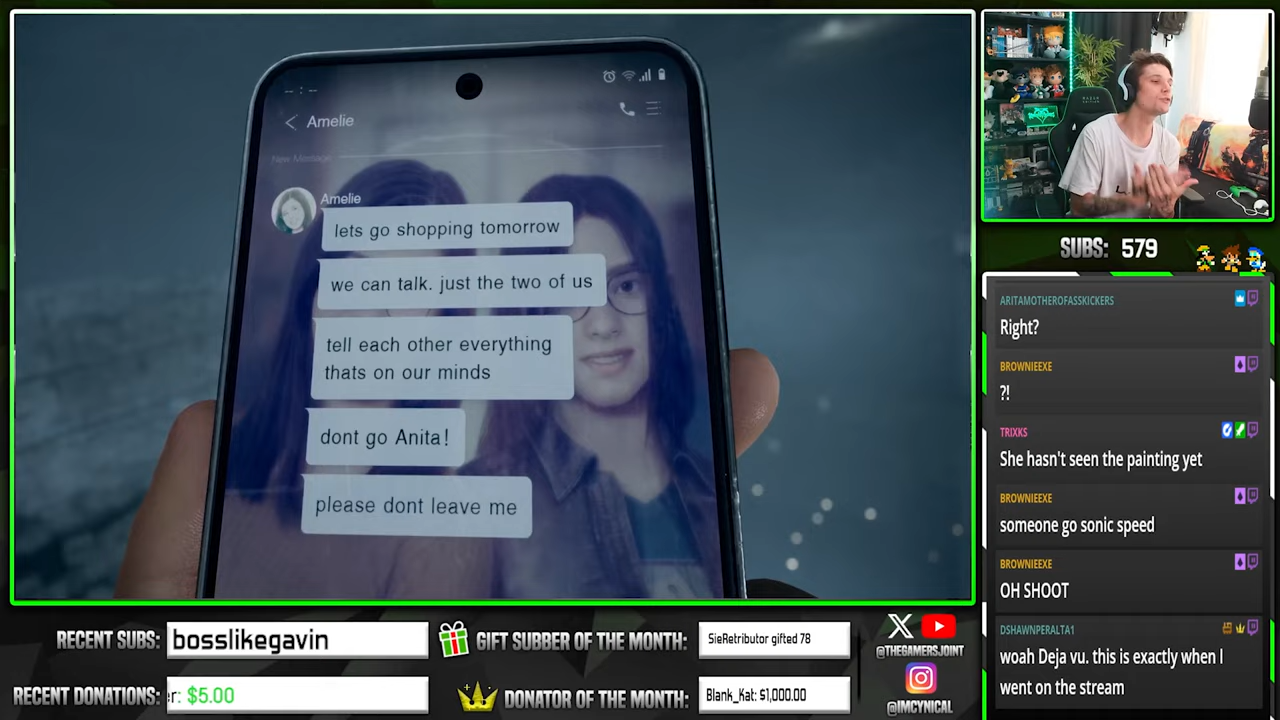 -- : --
Amelie
New Message
Amelie
lets go shopping tomorrow
we can talk. just the two of us
tell each other everything
thats on our minds
dont go Anita!
please dont leave me
SUBS: 579
ARITAMOTHEROFASSKICKERS
Right?
BROWNIEEXE
?!
TRIXKS
She hasn't seen the painting yet
BROWNIEEXE
someone go sonic speed
BROWNIEEXE
OH SHOOT
DSHAWNPERALTA1
woah Deja vu. this is exactly when I
went on the stream
RECENT SUBS: bosslikegavin
GIFT SUBBER OF THE MONTH: SieRetributor gifted 78
@THEGAMERSJOINT
RECENT DONATIONS: r: $5.00
DONATOR OF THE MONTH: Blank_Kat: $1,000.00
@IMCYNICAL